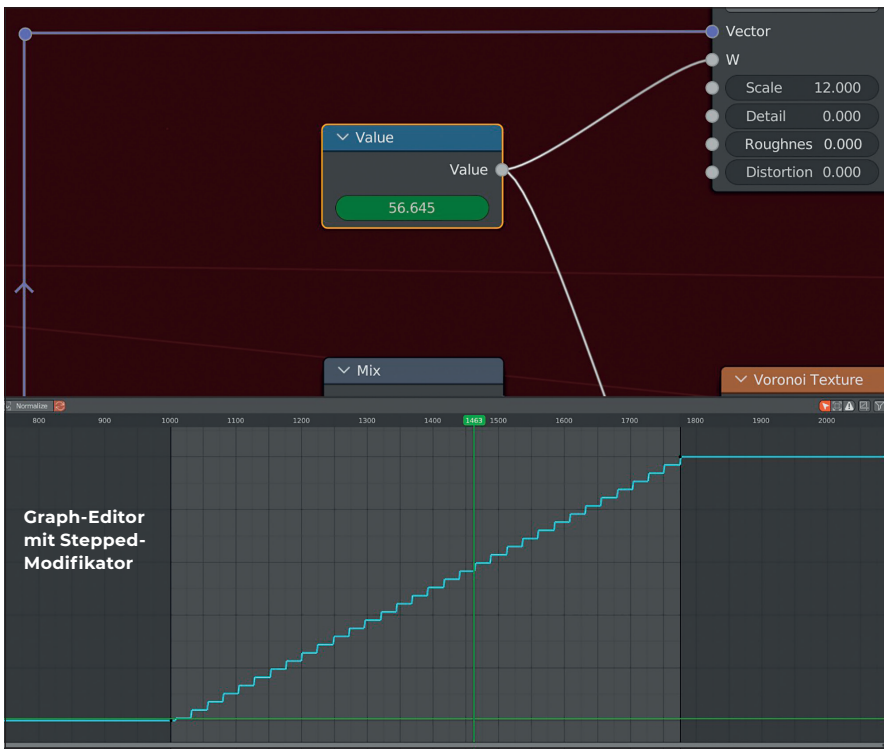 Vector
W
Scale 12.000
Detail 0.000
Roughnes 0.000
Distortion 0.000
Value
Value
56.645
Mix
Voronoi Texture
Normalize
800 900 1000 1100 1200 1300 1400 1463 1500 1600 1700 1800 1900 2000
Graph-Editor
mit Stepped-
Modifikator